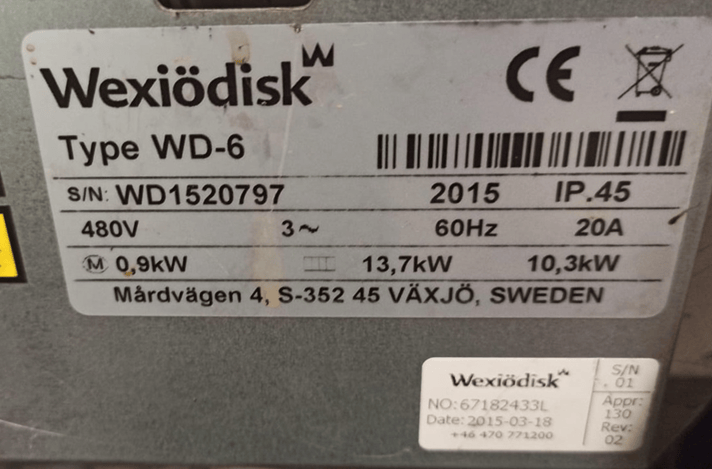 Wexiödisk
CE
Type WD-6
S/N: WD1520797 2015 IP.45
480V 3~ 60Hz 20A
M 0,9kW 13,7kW 10,3kW
Mårdvägen 4, S-352 45 VÄXJÖ, SWEDEN
Wexiödisk
NO:67182433L
Date: 2015-03-18
+46 470 771200
S/N
. 01
Appr:
130
Rev:
02